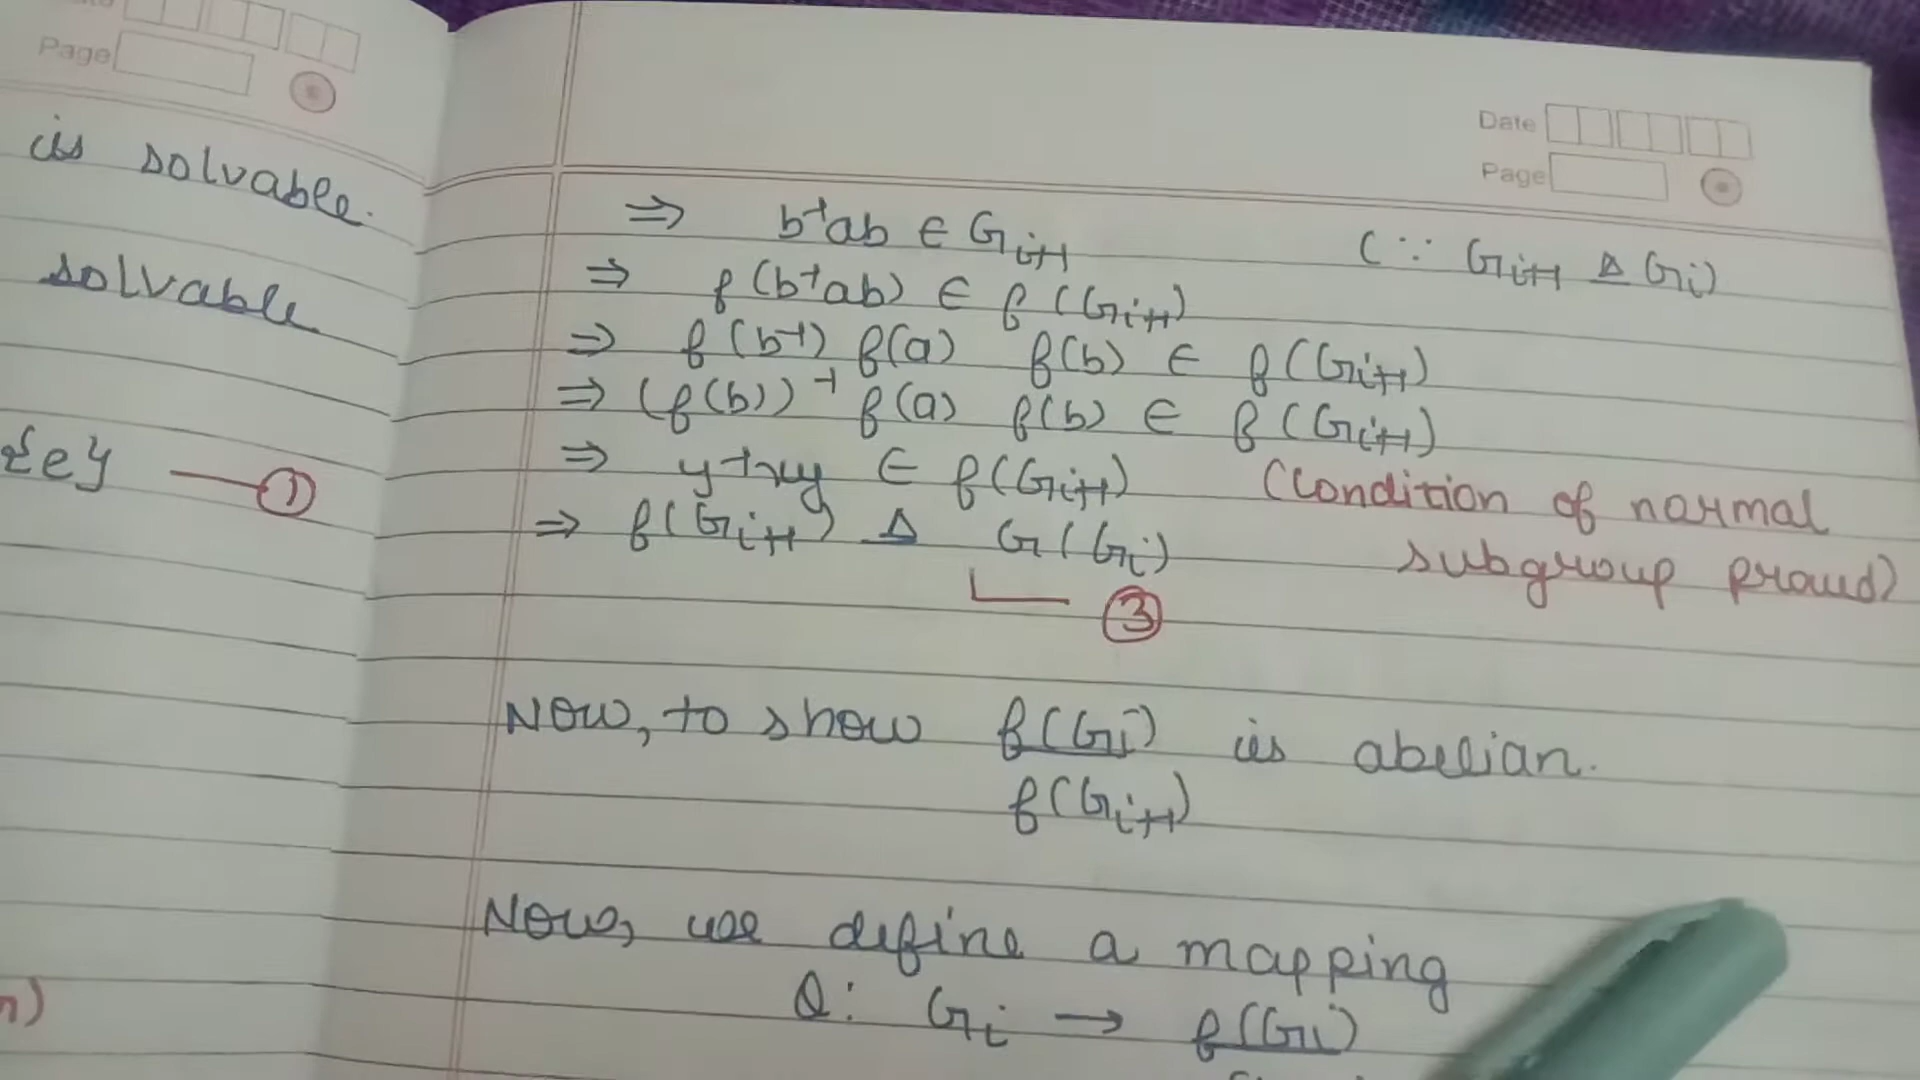 Page
is solvable.
solvable
{e} — ①
n)
Date
Page
⇒ b⁻¹ab ∈ Gᵢ₊₁ (∵ Gᵢ₊₁ Δ Gᵢ)
⇒ f(b⁻¹ab) ∈ f(Gᵢ₊₁)
⇒ f(b⁻¹) f(a) f(b) ∈ f(Gᵢ₊₁)
⇒ (f(b))⁻¹ f(a) f(b) ∈ f(Gᵢ₊₁)
⇒ y⁻¹xy ∈ f(Gᵢ₊₁) (Condition of normal
subgroup proud)
⇒ f(Gᵢ₊₁) Δ G(Gᵢ)
③
Now, to show f(Gᵢ) is abelian.
f(Gᵢ₊₁)
Now, we define a mapping
Q: Gᵢ → f(Gᵢ)